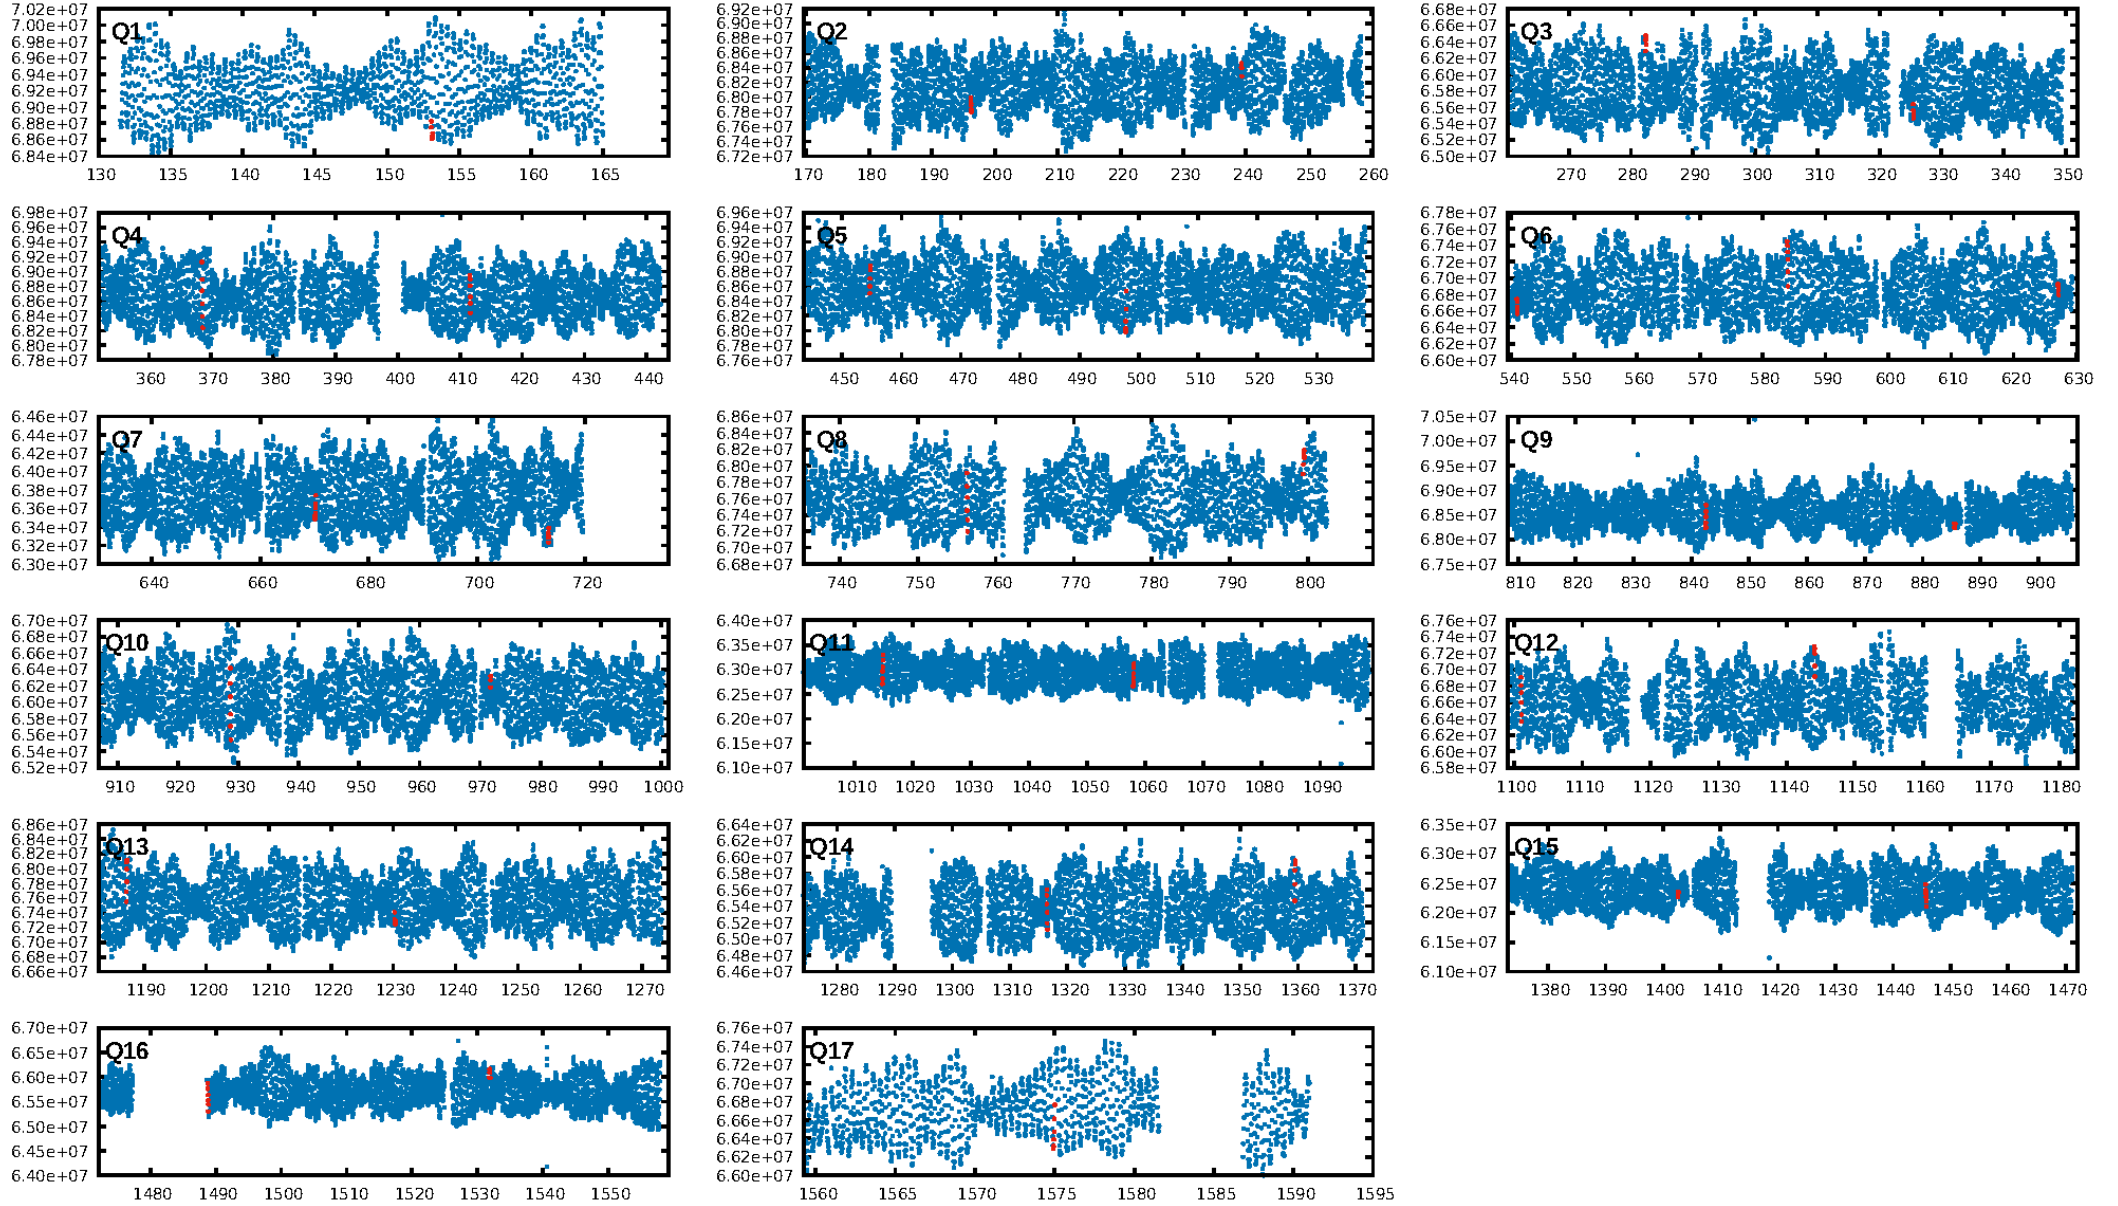 7.02e+07
7.00e+07
6.98e+07
6.96e+07
6.94e+07
6.92e+07
6.90e+07
6.88e+07
6.86e+07
6.84e+07
Q1
130 135 140 145 150 155 160 165
6.92e+07
6.90e+07
6.88e+07
6.86e+07
6.84e+07
6.82e+07
6.80e+07
6.78e+07
6.76e+07
6.74e+07
6.72e+07
Q2
170 180 190 200 210 220 230 240 250 260
6.68e+07
6.66e+07
6.64e+07
6.62e+07
6.60e+07
6.58e+07
6.56e+07
6.54e+07
6.52e+07
6.50e+07
Q3
270 280 290 300 310 320 330 340 350
6.98e+07
6.96e+07
6.94e+07
6.92e+07
6.90e+07
6.88e+07
6.86e+07
6.84e+07
6.82e+07
6.80e+07
6.78e+07
Q4
360 370 380 390 400 410 420 430 440
6.96e+07
6.94e+07
6.92e+07
6.90e+07
6.88e+07
6.86e+07
6.84e+07
6.82e+07
6.80e+07
6.78e+07
6.76e+07
Q5
450 460 470 480 490 500 510 520 530
6.78e+07
6.76e+07
6.74e+07
6.72e+07
6.70e+07
6.68e+07
6.66e+07
6.64e+07
6.62e+07
6.60e+07
Q6
540 550 560 570 580 590 600 610 620 630
6.46e+07
6.44e+07
6.42e+07
6.40e+07
6.38e+07
6.36e+07
6.34e+07
6.32e+07
6.30e+07
Q7
640 660 680 700 720
6.86e+07
6.84e+07
6.82e+07
6.80e+07
6.78e+07
6.76e+07
6.74e+07
6.72e+07
6.70e+07
6.68e+07
Q8
740 750 760 770 780 790 800
7.05e+07
7.00e+07
6.95e+07
6.90e+07
6.85e+07
6.80e+07
6.75e+07
Q9
810 820 830 840 850 860 870 880 890 900
6.70e+07
6.68e+07
6.66e+07
6.64e+07
6.62e+07
6.60e+07
6.58e+07
6.56e+07
6.54e+07
6.52e+07
Q10
910 920 930 940 950 960 970 980 990 1000
6.40e+07
6.35e+07
6.30e+07
6.25e+07
6.20e+07
6.15e+07
6.10e+07
Q11
1010 1020 1030 1040 1050 1060 1070 1080 1090
6.76e+07
6.74e+07
6.72e+07
6.70e+07
6.68e+07
6.66e+07
6.64e+07
6.62e+07
6.60e+07
6.58e+07
Q12
1100 1110 1120 1130 1140 1150 1160 1170 1180
6.86e+07
6.84e+07
6.82e+07
6.80e+07
6.78e+07
6.76e+07
6.74e+07
6.72e+07
6.70e+07
6.68e+07
6.66e+07
Q13
1190 1200 1210 1220 1230 1240 1250 1260 1270
6.64e+07
6.62e+07
6.60e+07
6.58e+07
6.56e+07
6.54e+07
6.52e+07
6.50e+07
6.48e+07
6.46e+07
Q14
1280 1290 1300 1310 1320 1330 1340 1350 1360 1370
6.35e+07
6.30e+07
6.25e+07
6.20e+07
6.15e+07
6.10e+07
Q15
1380 1390 1400 1410 1420 1430 1440 1450 1460 1470
6.70e+07
6.65e+07
6.60e+07
6.55e+07
6.50e+07
6.45e+07
6.40e+07
Q16
1480 1490 1500 1510 1520 1530 1540 1550
6.76e+07
6.74e+07
6.72e+07
6.70e+07
6.68e+07
6.66e+07
6.64e+07
6.62e+07
6.60e+07
Q17
1560 1565 1570 1575 1580 1585 1590 1595